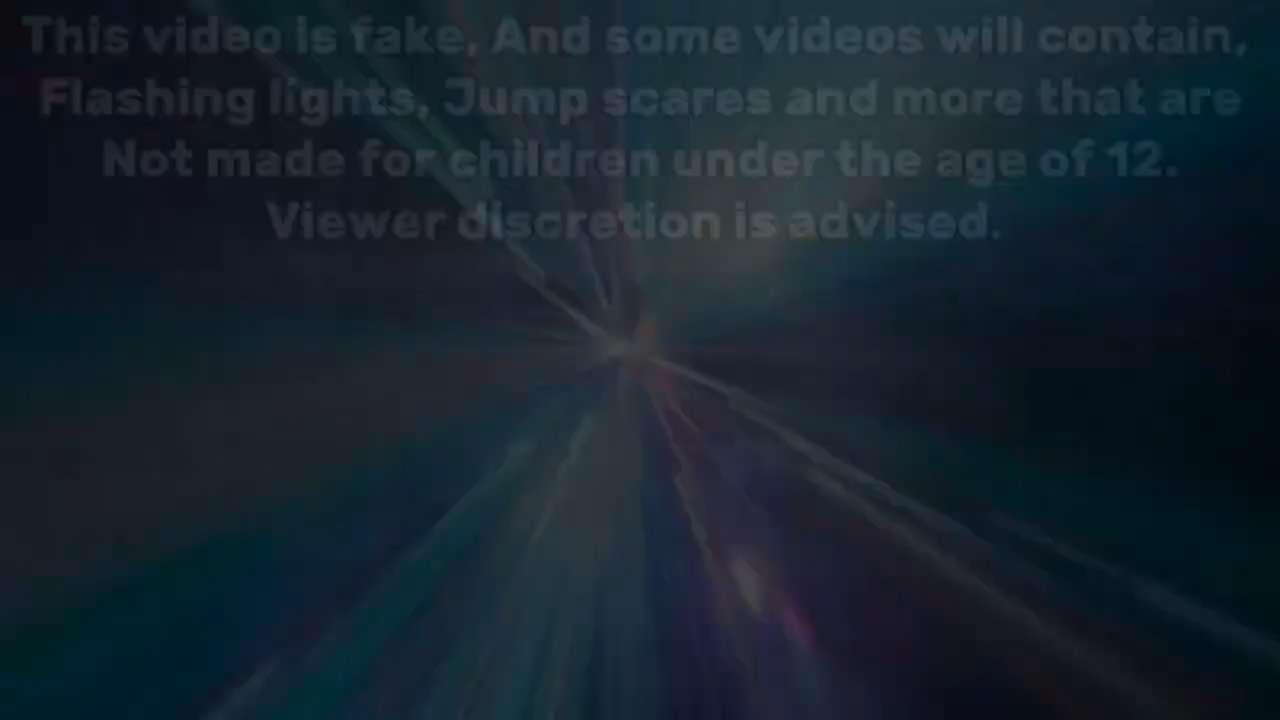 This video is fake, And some videos will contain,
Flashing lights, Jump scares and more that are
Not made for children under the age of 12.
Viewer discretion is advised.